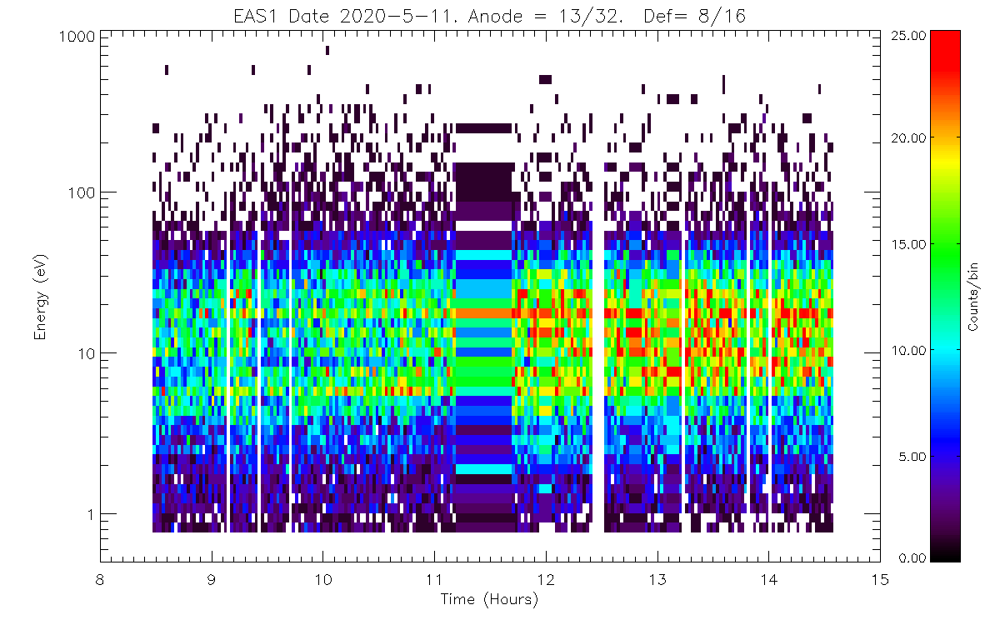 EAS1 Date 2020-5-11. Anode = 13/32. Def= 8/16
1000
100
10
1
Energy (eV)
8 9 10 11 12 13 14 15
Time (Hours)
25.00
20.00
15.00
10.00
5.00
0.00
Counts/bin